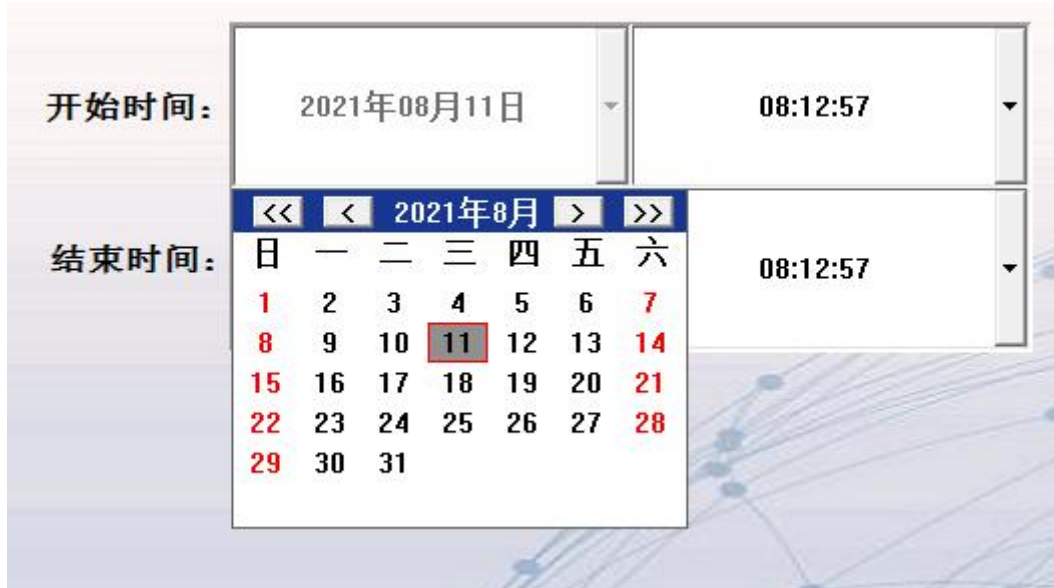 开始时间: 2021年08月11日 08:12:57
<< < 2021年8月 > >>
日 一 二 三 四 五 六
结束时间: 08:12:57
1 2 3 4 5 6 7
8 9 10 11 12 13 14
15 16 17 18 19 20 21
22 23 24 25 26 27 28
29 30 31